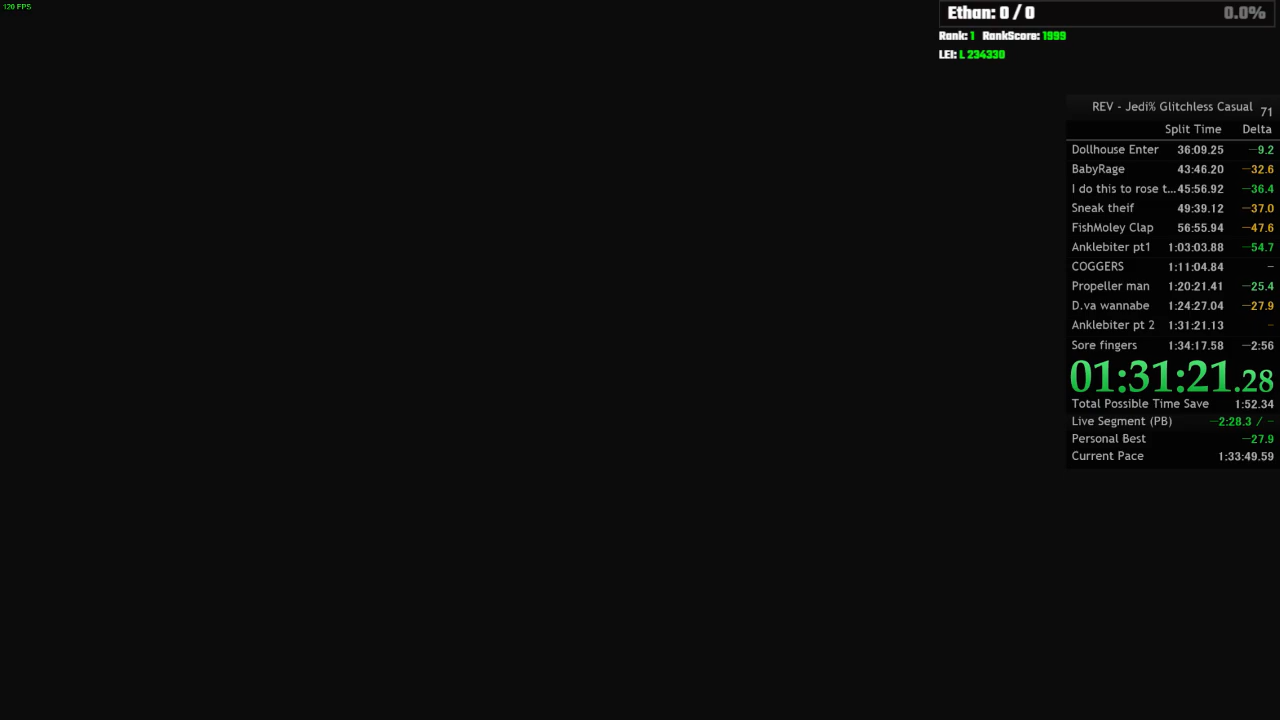 120 FPS
Ethan: 0 / 0 0.0%
Rank: 1 RankScore: 1999
LEI: L 234330
REV - Jedi% Glitchless Casual 71
Split Time Delta
Dollhouse Enter 36:09.25 −9.2
BabyRage 43:46.20 −32.6
I do this to rose t... 45:56.92 −36.4
Sneak theif 49:39.12 −37.0
FishMoley Clap 56:55.94 −47.6
Anklebiter pt1 1:03:03.88 −54.7
COGGERS 1:11:04.84 –
Propeller man 1:20:21.41 −25.4
D.va wannabe 1:24:27.04 −27.9
Anklebiter pt 2 1:31:21.13 –
Sore fingers 1:34:17.58 −2:56
01:31:21.28
Total Possible Time Save 1:52.34
Live Segment (PB) −2:28.3 / –
Personal Best −27.9
Current Pace 1:33:49.59